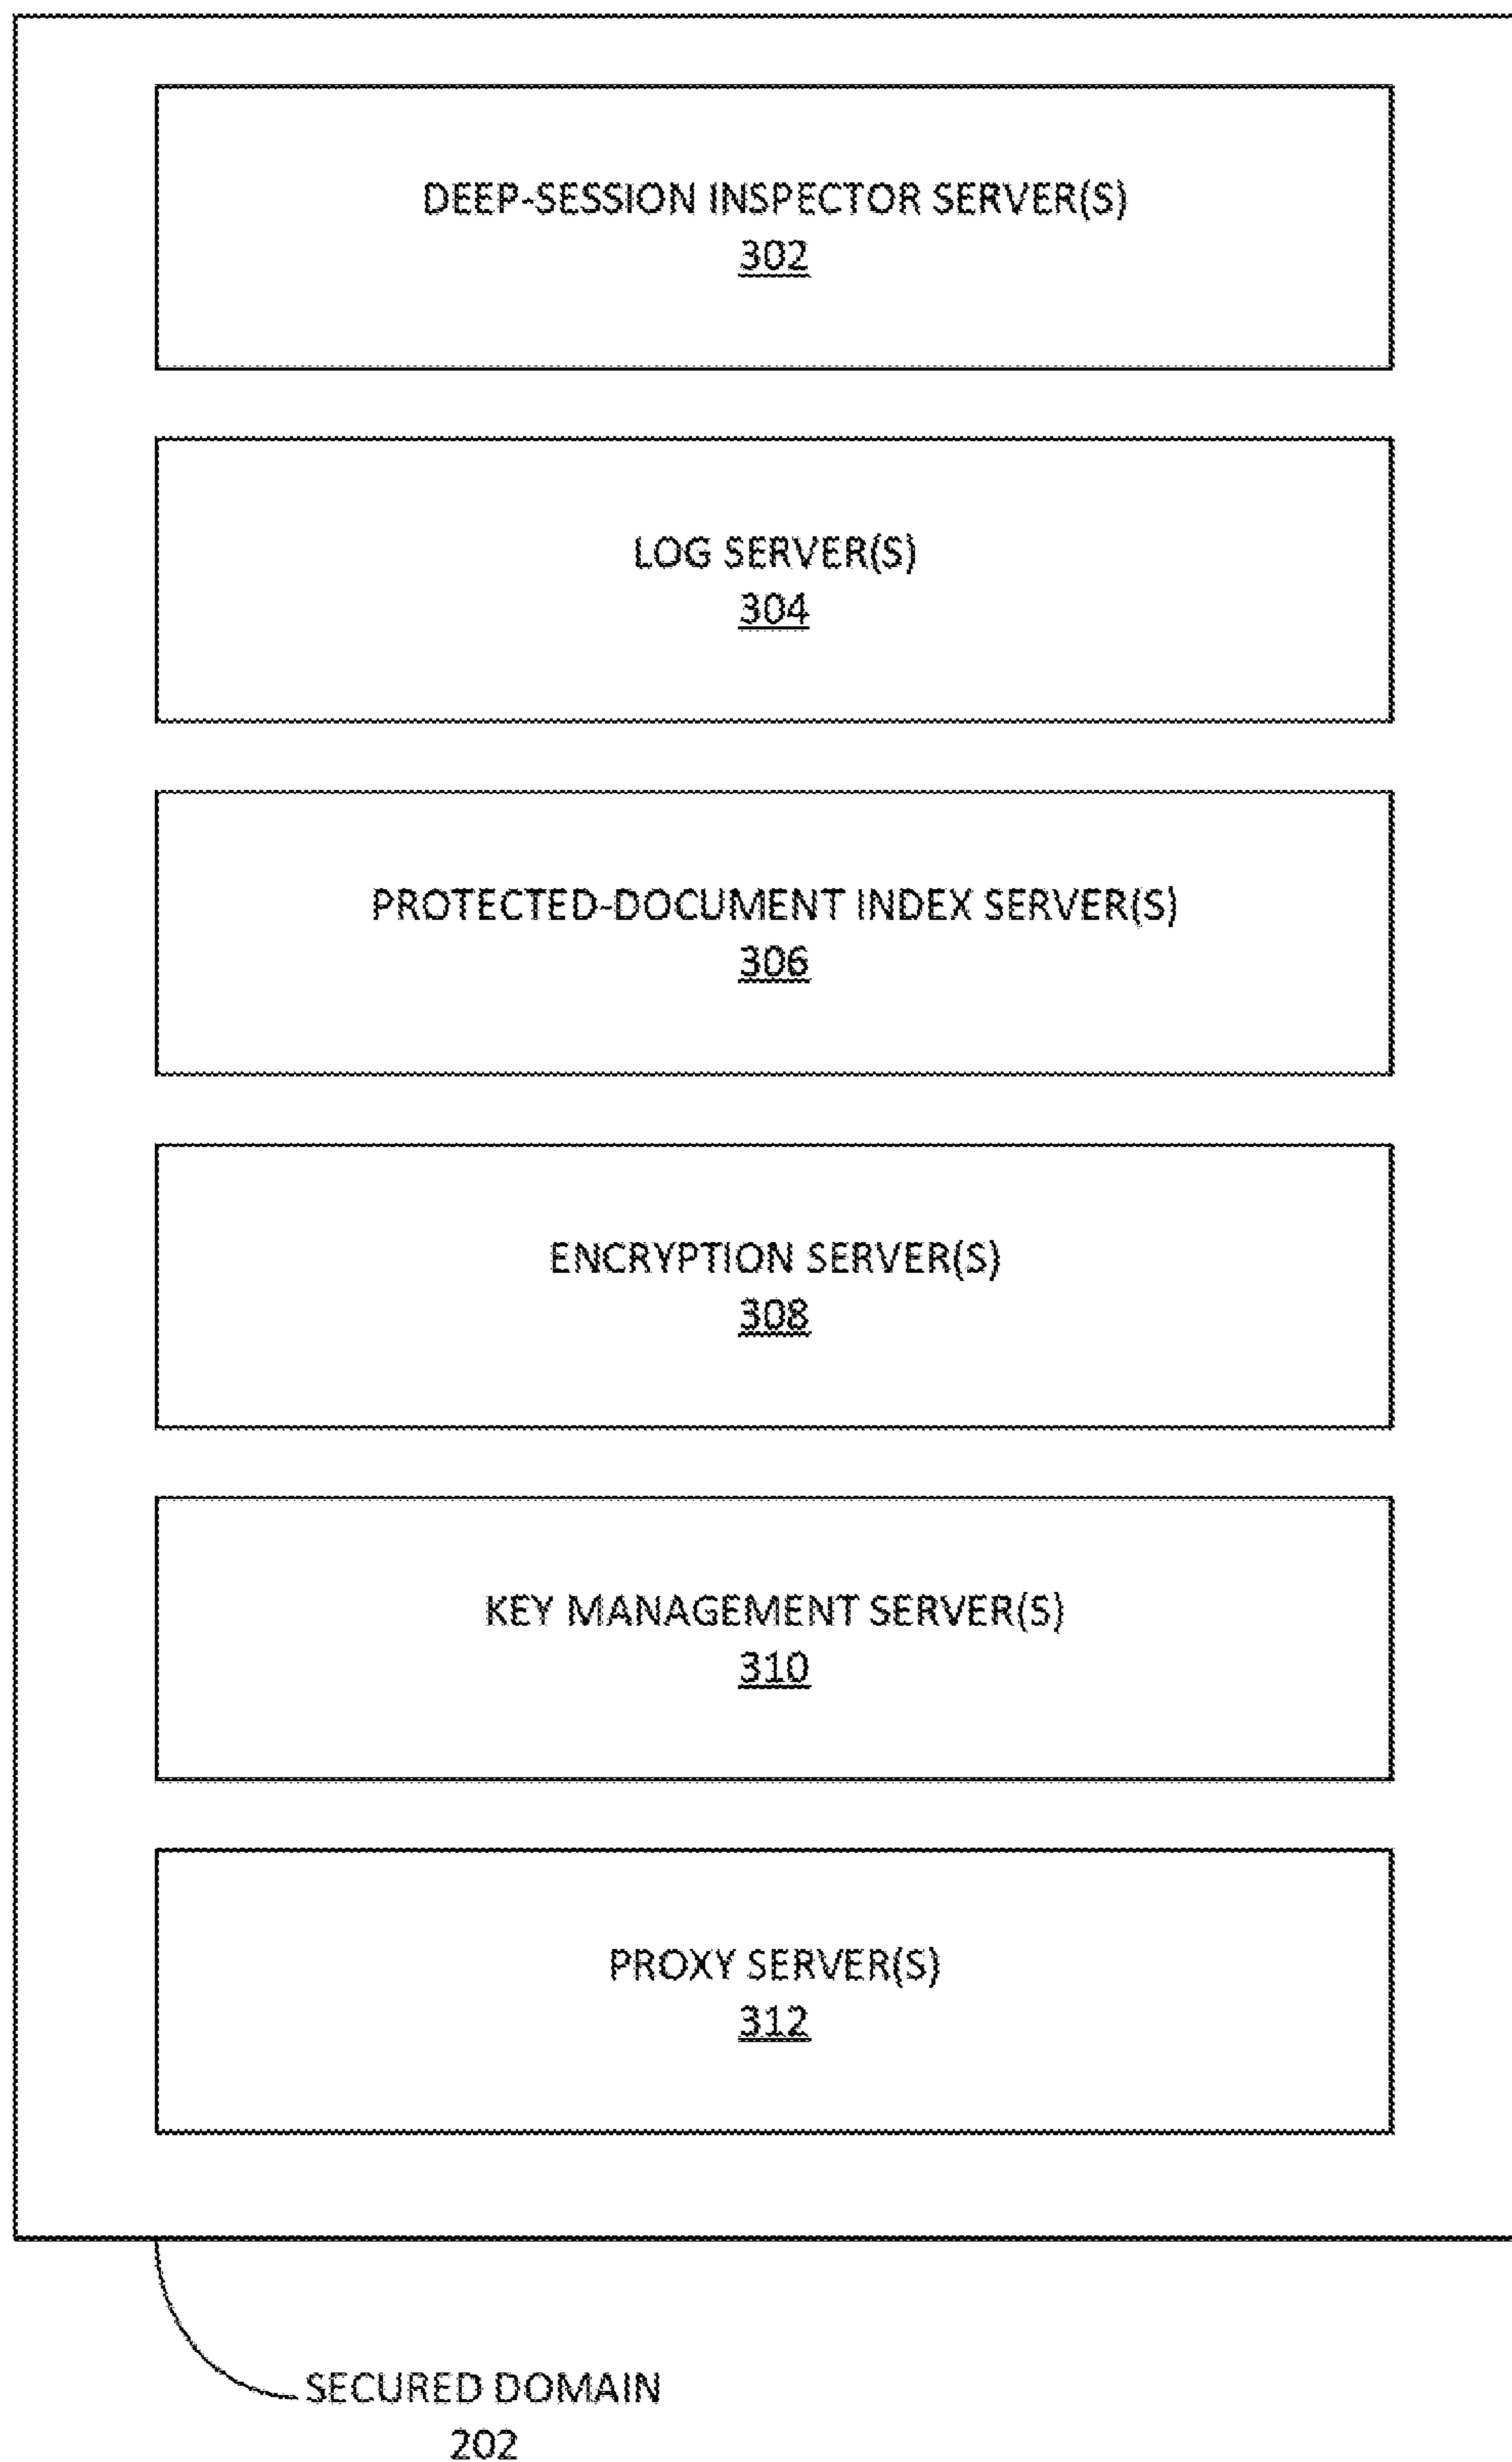 DEEP-SESSION INSPECTOR SERVER(S)
302
LOG SERVER(S)
304
PROTECTED-DOCUMENT INDEX SERVER(S)
306
ENCRYPTION SERVER(S)
308
KEY MANAGEMENT SERVER(S)
310
PROXY SERVER(S)
312
SECURED DOMAIN
202